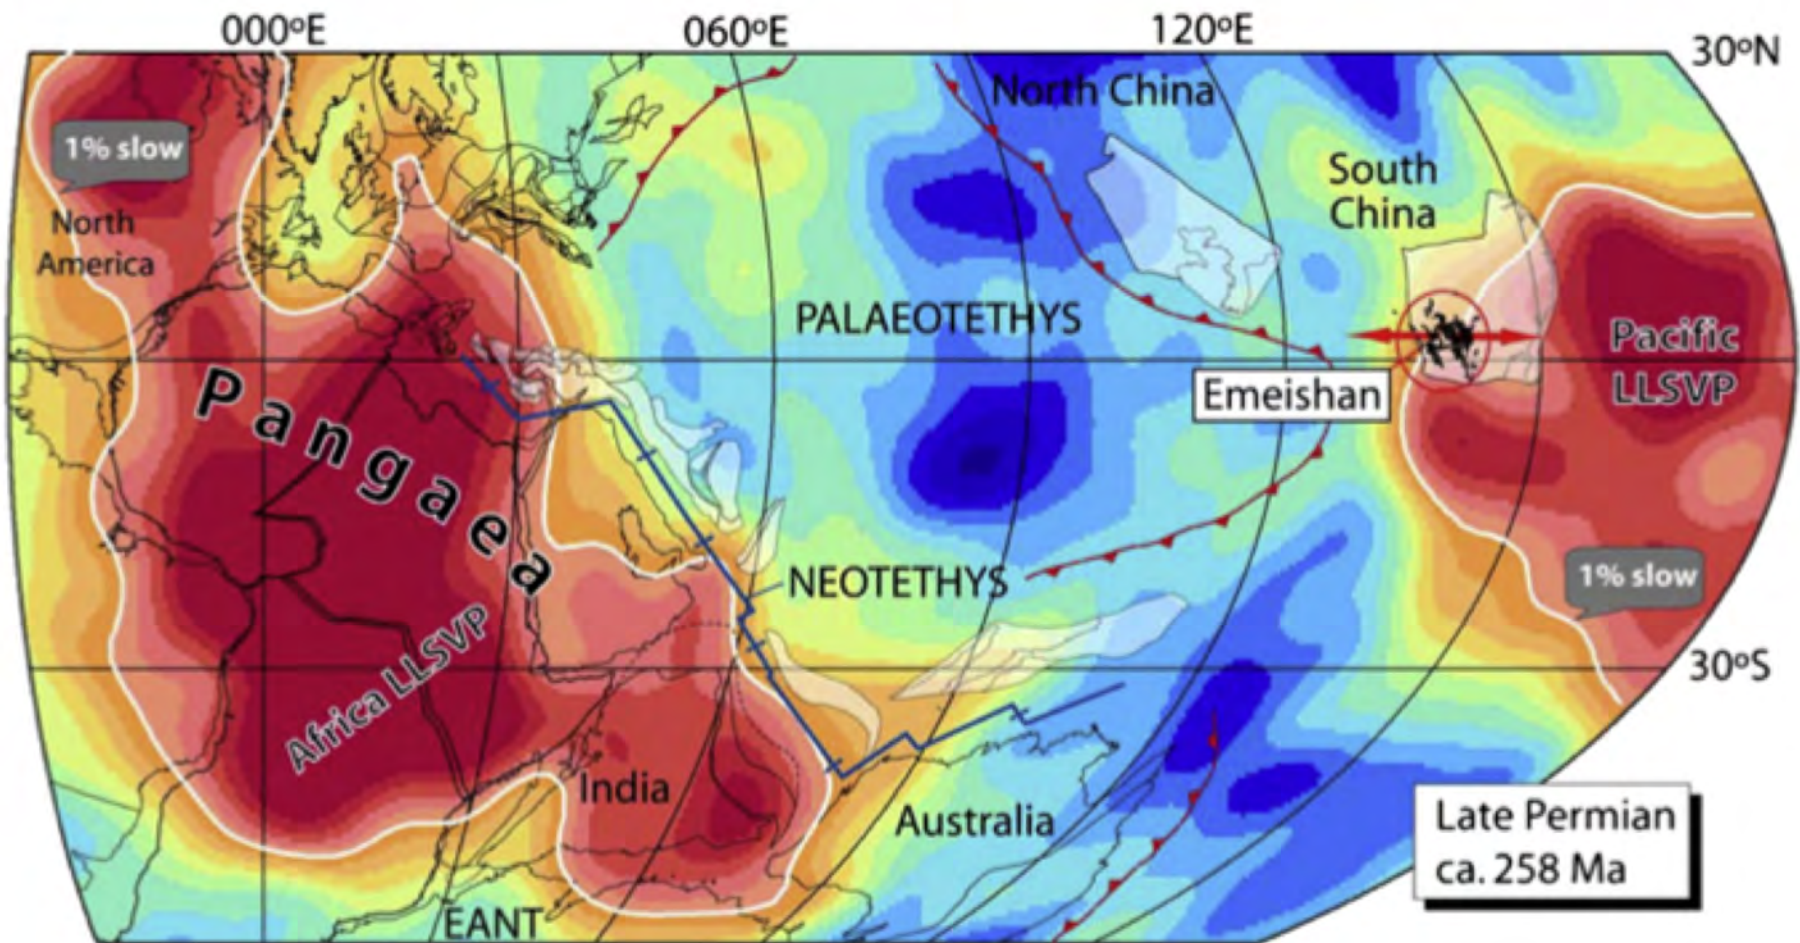 000ºE
060ºE
120ºE
30ºN
North China
1% slow
South
China
North
America
PALAEOTETHYS
Pacific
LLSVP
Emeishan
Pangaea
NEOTETHYS
1% slow
30ºS
Africa LLSVP
India
Australia
Late Permian
ca. 258 Ma
EANT